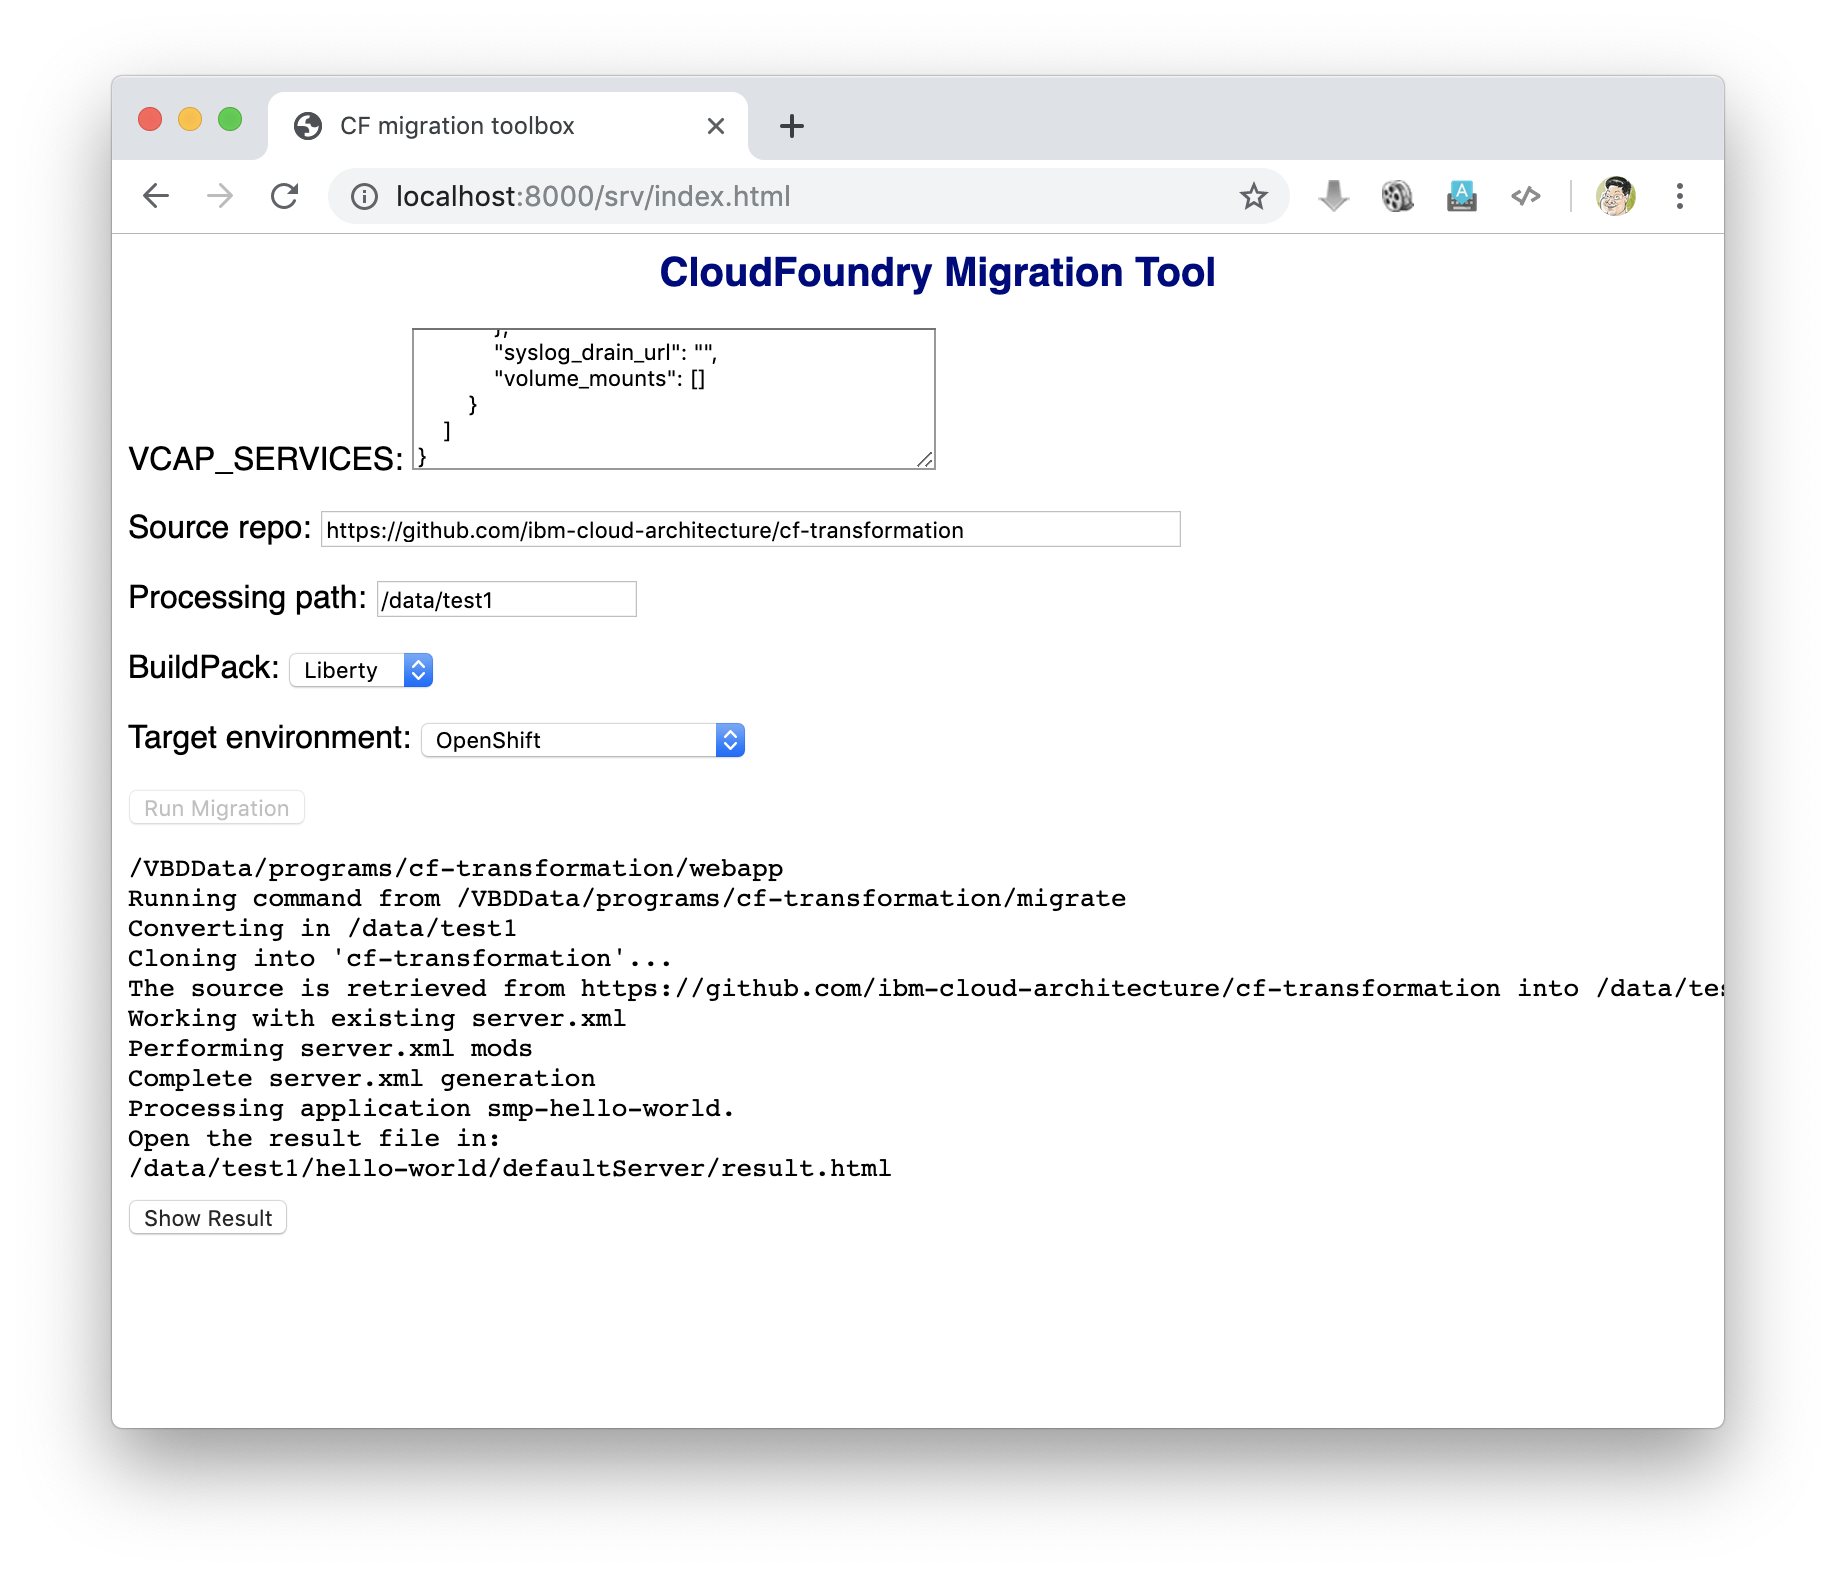 CF migration toolbox
localhost:8000/srv/index.html
CloudFoundry Migration Tool
},
"syslog_drain_url": "",
"volume_mounts": []
}
]
}
VCAP_SERVICES:
Source repo: https://github.com/ibm-cloud-architecture/cf-transformation
Processing path: /data/test1
BuildPack: Liberty
Target environment: OpenShift
Run Migration
/VBDData/programs/cf-transformation/webapp
Running command from /VBDData/programs/cf-transformation/migrate
Converting in /data/test1
Cloning into 'cf-transformation'...
The source is retrieved from https://github.com/ibm-cloud-architecture/cf-transformation into /data/tes
Working with existing server.xml
Performing server.xml mods
Complete server.xml generation
Processing application smp-hello-world.
Open the result file in:
/data/test1/hello-world/defaultServer/result.html
Show Result